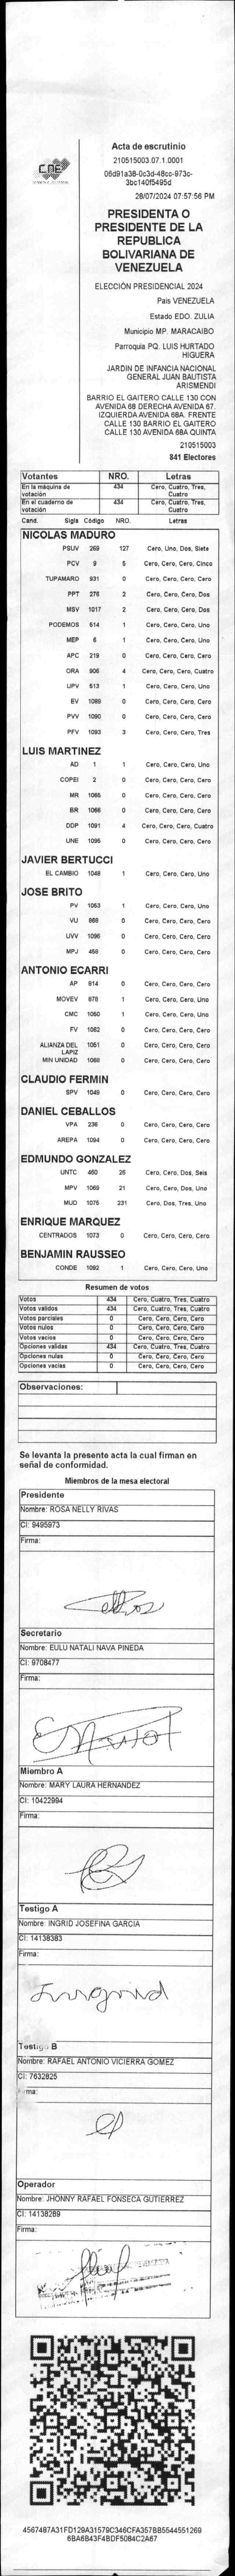 CNE
Acta de escrutinio
210515003.07.1.0001
06d91a38-0c3d-48cc-973c-
3bc140f5495d
28/07/2024 07:57:56 PM
PRESIDENTA O
PRESIDENTE DE LA
REPUBLICA
BOLIVARIANA DE
VENEZUELA
ELECCIÓN PRESIDENCIAL 2024
Pais VENEZUELA
Estado EDO. ZULIA
Municipio MP. MARACAIBO
Parroquia PQ. LUIS HURTADO
HIGUERA
JARDIN DE INFANCIA NACIONAL
GENERAL JUAN BAUTISTA
ARISMENDI
BARRIO EL GAITERO CALLE 130 CON
AVENIDA 68 DERECHA AVENIDA 67.
IZQUIERDA AVENIDA 68A. FRENTE
CALLE 130 BARRIO EL GAITERO
CALLE 130 AVENIDA 68A QUINTA
210515003
841 Electores
Votantes NRO. Letras
En la máquina de votación 434 Cero, Cuatro, Tres, Cuatro
En el cuaderno de votación 434 Cero, Cuatro, Tres, Cuatro
Cand. Sigla Código NRO. Letras
NICOLAS MADURO
PSUV 269 127 Cero, Uno, Dos, Siete
PCV 9 5 Cero, Cero, Cero, Cinco
TUPAMARO 931 0 Cero, Cero, Cero, Cero
PPT 276 2 Cero, Cero, Cero, Dos
MSV 1017 2 Cero, Cero, Cero, Dos
PODEMOS 514 1 Cero, Cero, Cero, Uno
MEP 6 1 Cero, Cero, Cero, Uno
APC 219 0 Cero, Cero, Cero, Cero
ORA 905 4 Cero, Cero, Cero, Cuatro
UPV 613 1 Cero, Cero, Cero, Uno
EV 1089 0 Cero, Cero, Cero, Cero
PVV 1090 0 Cero, Cero, Cero, Cero
PFV 1093 3 Cero, Cero, Cero, Tres
LUIS MARTINEZ
AD 1 1 Cero, Cero, Cero, Uno
COPEI 2 0 Cero, Cero, Cero, Cero
MR 1065 0 Cero, Cero, Cero, Cero
BR 1066 0 Cero, Cero, Cero, Cero
DDP 1091 4 Cero, Cero, Cero, Cuatro
UNE 1095 0 Cero, Cero, Cero, Cero
JAVIER BERTUCCI
EL CAMBIO 1048 1 Cero, Cero, Cero, Uno
JOSE BRITO
PV 1053 1 Cero, Cero, Cero, Uno
VU 868 0 Cero, Cero, Cero, Cero
UVV 1096 0 Cero, Cero, Cero, Cero
MPJ 458 0 Cero, Cero, Cero, Cero
ANTONIO ECARRI
AP 814 0 Cero, Cero, Cero, Cero
MOVEV 878 1 Cero, Cero, Cero, Uno
CMC 1050 1 Cero, Cero, Cero, Uno
FV 1062 0 Cero, Cero, Cero, Cero
ALIANZA DEL LAPIZ 1051 0 Cero, Cero, Cero, Cero
MIN UNIDAD 1068 0 Cero, Cero, Cero, Cero
CLAUDIO FERMIN
SPV 1049 0 Cero, Cero, Cero, Cero
DANIEL CEBALLOS
VPA 236 0 Cero, Cero, Cero, Cero
AREPA 1094 0 Cero, Cero, Cero, Cero
EDMUNDO GONZALEZ
UNTC 460 26 Cero, Cero, Dos, Seis
MPV 1069 21 Cero, Cero, Dos, Uno
MUD 1075 231 Cero, Dos, Tres, Uno
ENRIQUE MARQUEZ
CENTRADOS 1073 0 Cero, Cero, Cero, Cero
BENJAMIN RAUSSEO
CONDE 1092 1 Cero, Cero, Cero, Uno
Resumen de votos
Votos 434 Cero, Cuatro, Tres, Cuatro
Votos validos 434 Cero, Cuatro, Tres, Cuatro
Votos parciales 0 Cero, Cero, Cero, Cero
Votos nulos 0 Cero, Cero, Cero, Cero
Votos vacios 0 Cero, Cero, Cero, Cero
Opciones validas 434 Cero, Cuatro, Tres, Cuatro
Opciones nulas 0 Cero, Cero, Cero, Cero
Opciones vacias 0 Cero, Cero, Cero, Cero
Observaciones:
Se levanta la presente acta la cual firman en
señal de conformidad.
Miembros de la mesa electoral
Presidente
Nombre: ROSA NELLY RIVAS
CI: 9495973
Firma:
Secretario
Nombre: EULU NATALI NAVA PINEDA
CI: 9708477
Firma:
Miembro A
Nombre: MARY LAURA HERNANDEZ
CI: 10422994
Firma:
Testigo A
Nombre: INGRID JOSEFINA GARCIA
CI: 14138383
Firma:
Testigo B
Nombre: RAFAEL ANTONIO VICIERRA GOMEZ
CI: 7632825
Firma:
Operador
Nombre: JHONNY RAFAEL FONSECA GUTIERREZ
CI: 14138289
Firma:
4567487A31FD129A31579C346CFA357BB5544551269
6BA6B43F4BDF5084C2A67